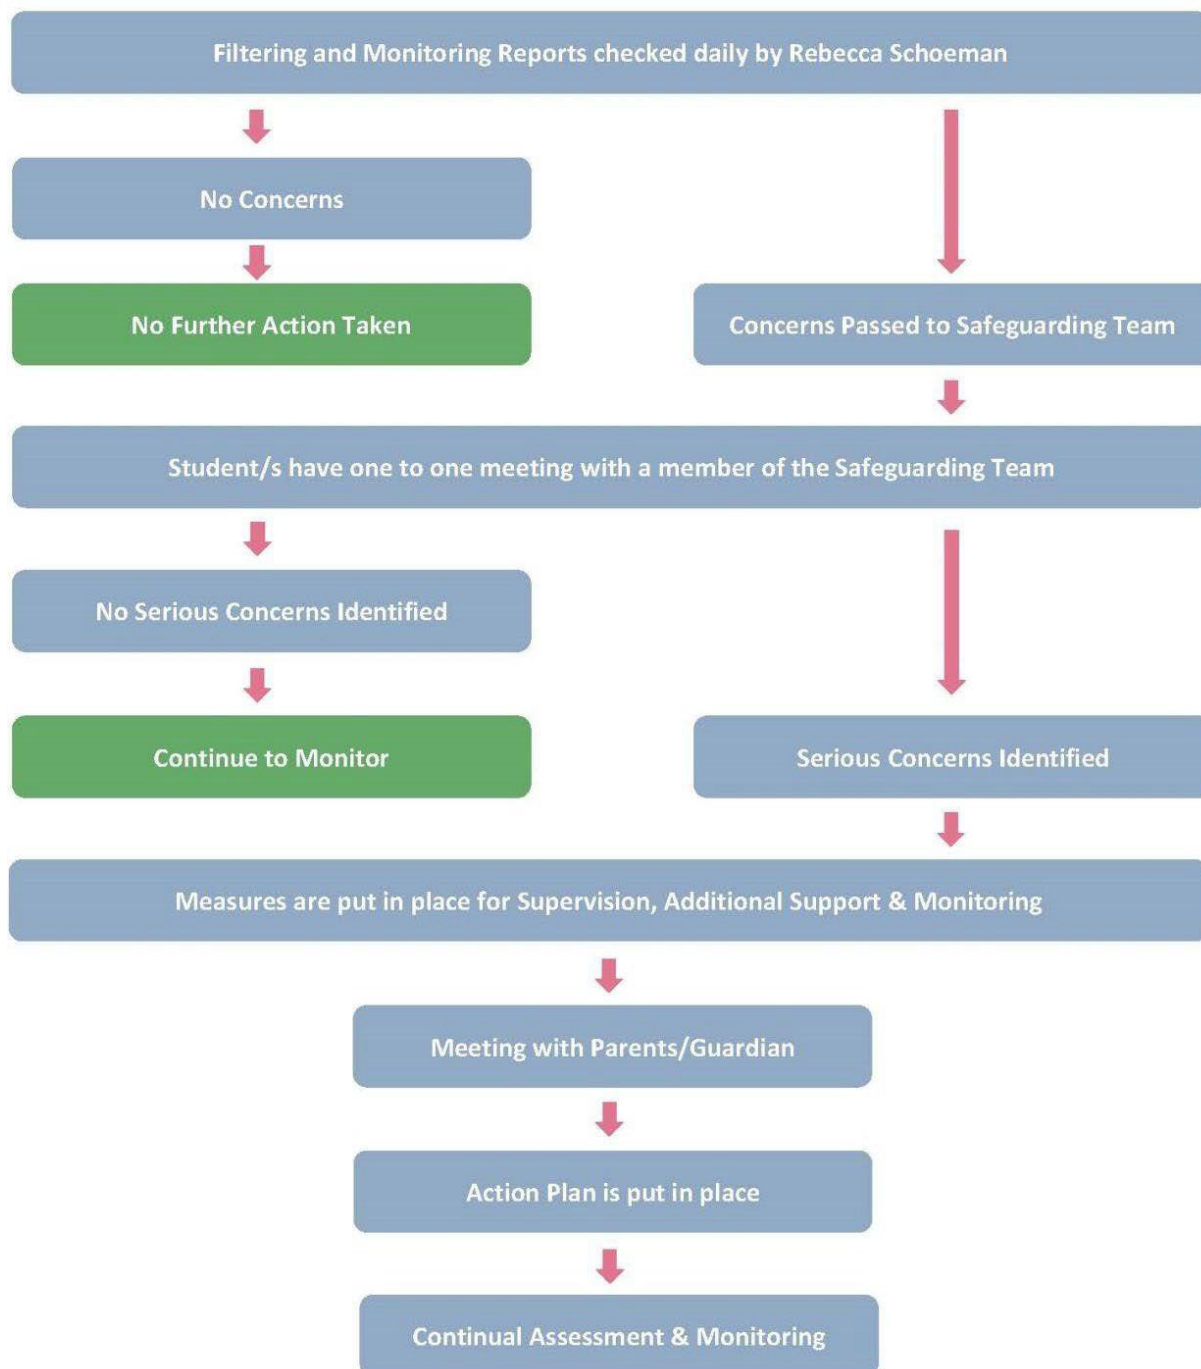 Filtering and Monitoring Reports checked daily by Rebecca Schoeman
No Concerns
No Further Action Taken
Concerns Passed to Safeguarding Team
Student/s have one to one meeting with a member of the Safeguarding Team
No Serious Concerns Identified
Continue to Monitor
Serious Concerns Identified
Measures are put in place for Supervision, Additional Support & Monitoring
Meeting with Parents/Guardian
Action Plan is put in place
Continual Assessment & Monitoring